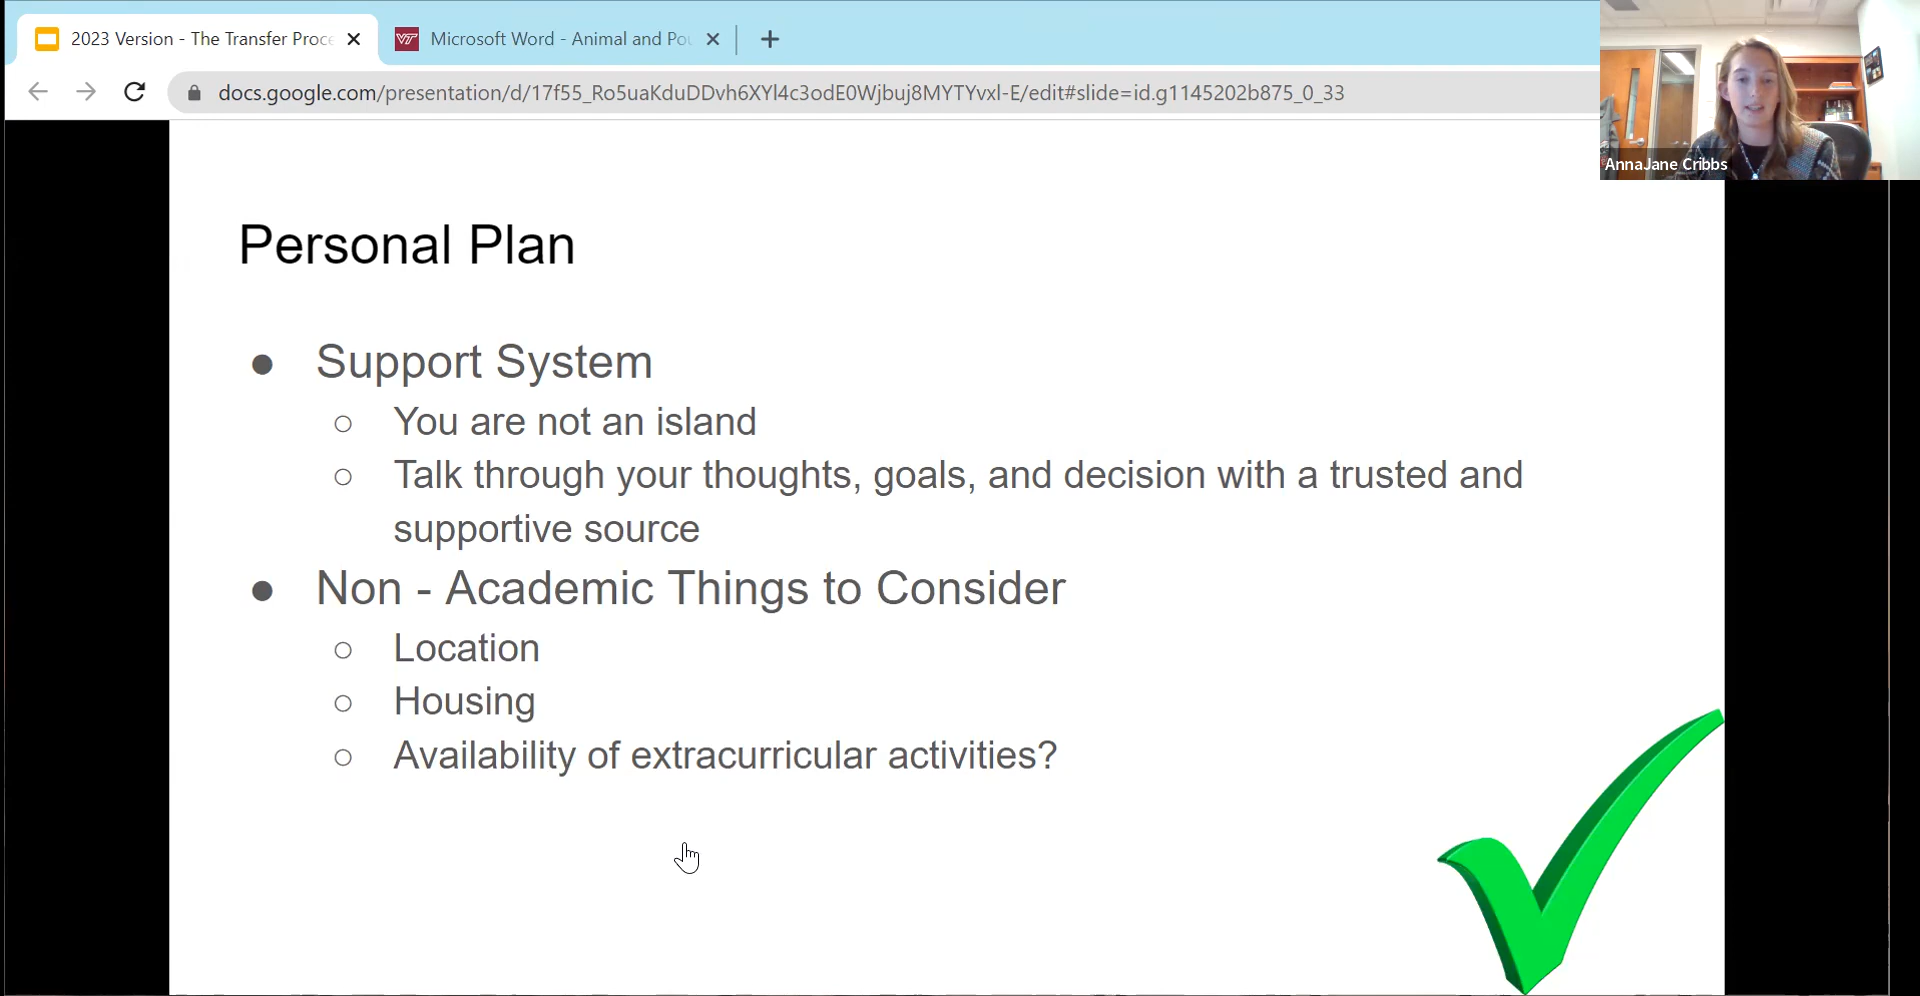 2023 Version - The Transfer Proc
Microsoft Word - Animal and Po
docs.google.com/presentation/d/17f55_Ro5uaKduDDvh6XYl4c3odE0Wjbuj8MYTYvxl-E/edit#slide=id.g1145202b875_0_33
AnnaJane Cribbs
Personal Plan
● Support System
○ You are not an island
○ Talk through your thoughts, goals, and decision with a trusted and
supportive source
● Non - Academic Things to Consider
○ Location
○ Housing
○ Availability of extracurricular activities?